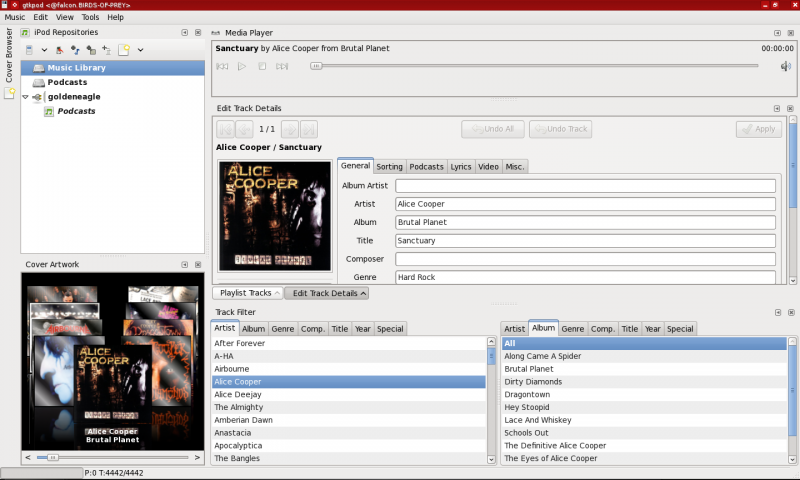 gtkpod <@falcon.BIRDS-OF-PREY>
Music Edit View Tools Help
Cover Browser
iPod Repositories
Music Library
Podcasts
goldeneagle
Podcasts
Cover Artwork
ALICE COOPER
Alice Cooper
Brutal Planet
Media Player
Sanctuary by Alice Cooper from Brutal Planet
00:00:00
Edit Track Details
1 / 1
Undo All
Undo Track
Apply
Alice Cooper / Sanctuary
ALICE
COOPER
BRUTAL PLANET
General Sorting Podcasts Lyrics Video Misc.
Album Artist
Artist Alice Cooper
Album Brutal Planet
Title Sanctuary
Composer
Genre Hard Rock
Playlist Tracks
Edit Track Details
Track Filter
Artist Album Genre Comp. Title Year Special
After Forever
A-HA
Airbourne
Alice Cooper
Alice Deejay
The Almighty
Amberian Dawn
Anastacia
Apocalyptica
The Bangles
Artist Album Genre Comp. Title Year Special
All
Along Came A Spider
Brutal Planet
Dirty Diamonds
Dragontown
Hey Stoopid
Lace And Whiskey
Schools Out
The Definitive Alice Cooper
The Eyes of Alice Cooper
P:0 T:4442/4442